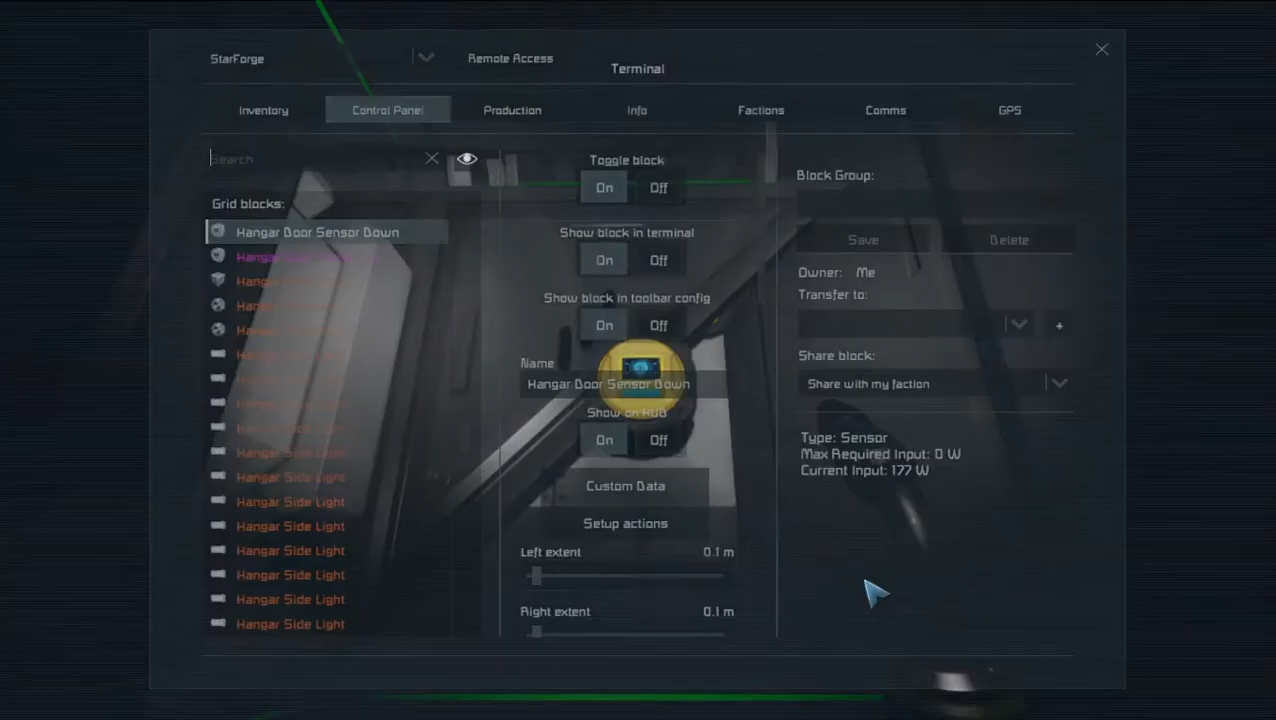 StarForge
Remote Access
Terminal
Inventory
Control Panel
Production
Info
Factions
Comms
GPS
Search
Grid blocks:
Hangar Door Sensor Down
Hangar
Hangar Side Light
Hangar Side Light
Hangar Side Light
Hangar Side Light
Hangar Side Light
Hangar Side Light
Hangar Side Light
Toggle block
On Off
Show block in terminal
On Off
Show block in toolbar config
On Off
Name
Hangar Door Sensor Down
Show on HUD
On Off
Custom Data
Setup actions
Left extent 0.1 m
Right extent 0.1 m
Block Group:
Save Delete
Owner: Me
Transfer to:
+
Share block:
Share with my faction
Type: Sensor
Max Required Input: 0 W
Current Input: 177 W